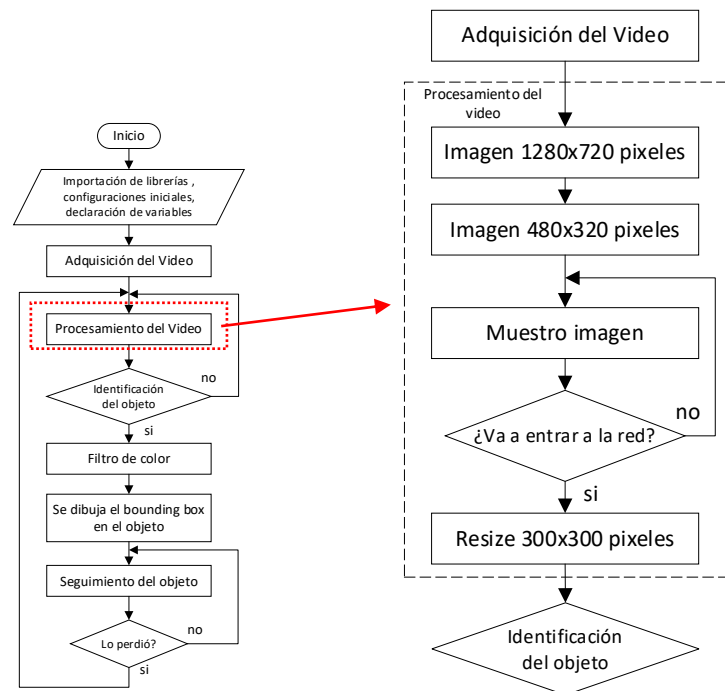 Inicio
Importación de librerías ,
configuraciones iniciales,
declaración de variables
Adquisición del Video
Procesamiento del Video
Identificación
del objeto
no
si
Filtro de color
Se dibuja el bounding box
en el objeto
Seguimiento del objeto
Lo perdió?
no
si
Adquisición del Video
Procesamiento del
video
Imagen 1280x720 pixeles
Imagen 480x320 pixeles
Muestro imagen
¿Va a entrar a la red?
no
si
Resize 300x300 pixeles
Identificación
del objeto